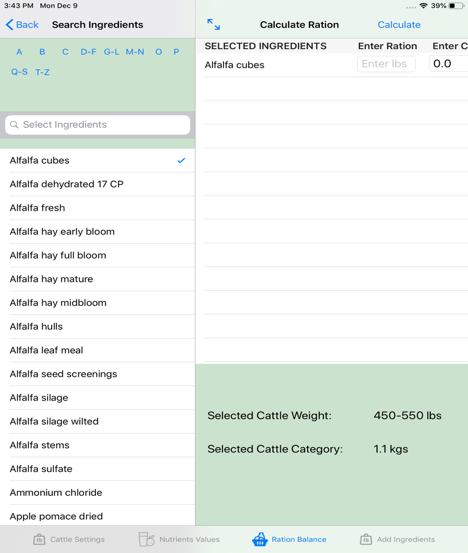 3:43 PM Mon Dec 9 39%
Back Search Ingredients Calculate Ration Calculate
A B C D-F G-L M-N O P
Q-S T-Z
Select Ingredients
Alfalfa cubes
Alfalfa dehydrated 17 CP
Alfalfa fresh
Alfalfa hay early bloom
Alfalfa hay full bloom
Alfalfa hay mature
Alfalfa hay midbloom
Alfalfa hulls
Alfalfa leaf meal
Alfalfa seed screenings
Alfalfa silage
Alfalfa silage wilted
Alfalfa stems
Alfalfa sulfate
Ammonium chloride
Apple pomace dried
SELECTED INGREDIENTS Enter Ration Enter C
Alfalfa cubes Enter lbs 0.0
Selected Cattle Weight: 450-550 lbs
Selected Cattle Category: 1.1 kgs
Cattle Settings Nutrients Values Ration Balance Add Ingredients